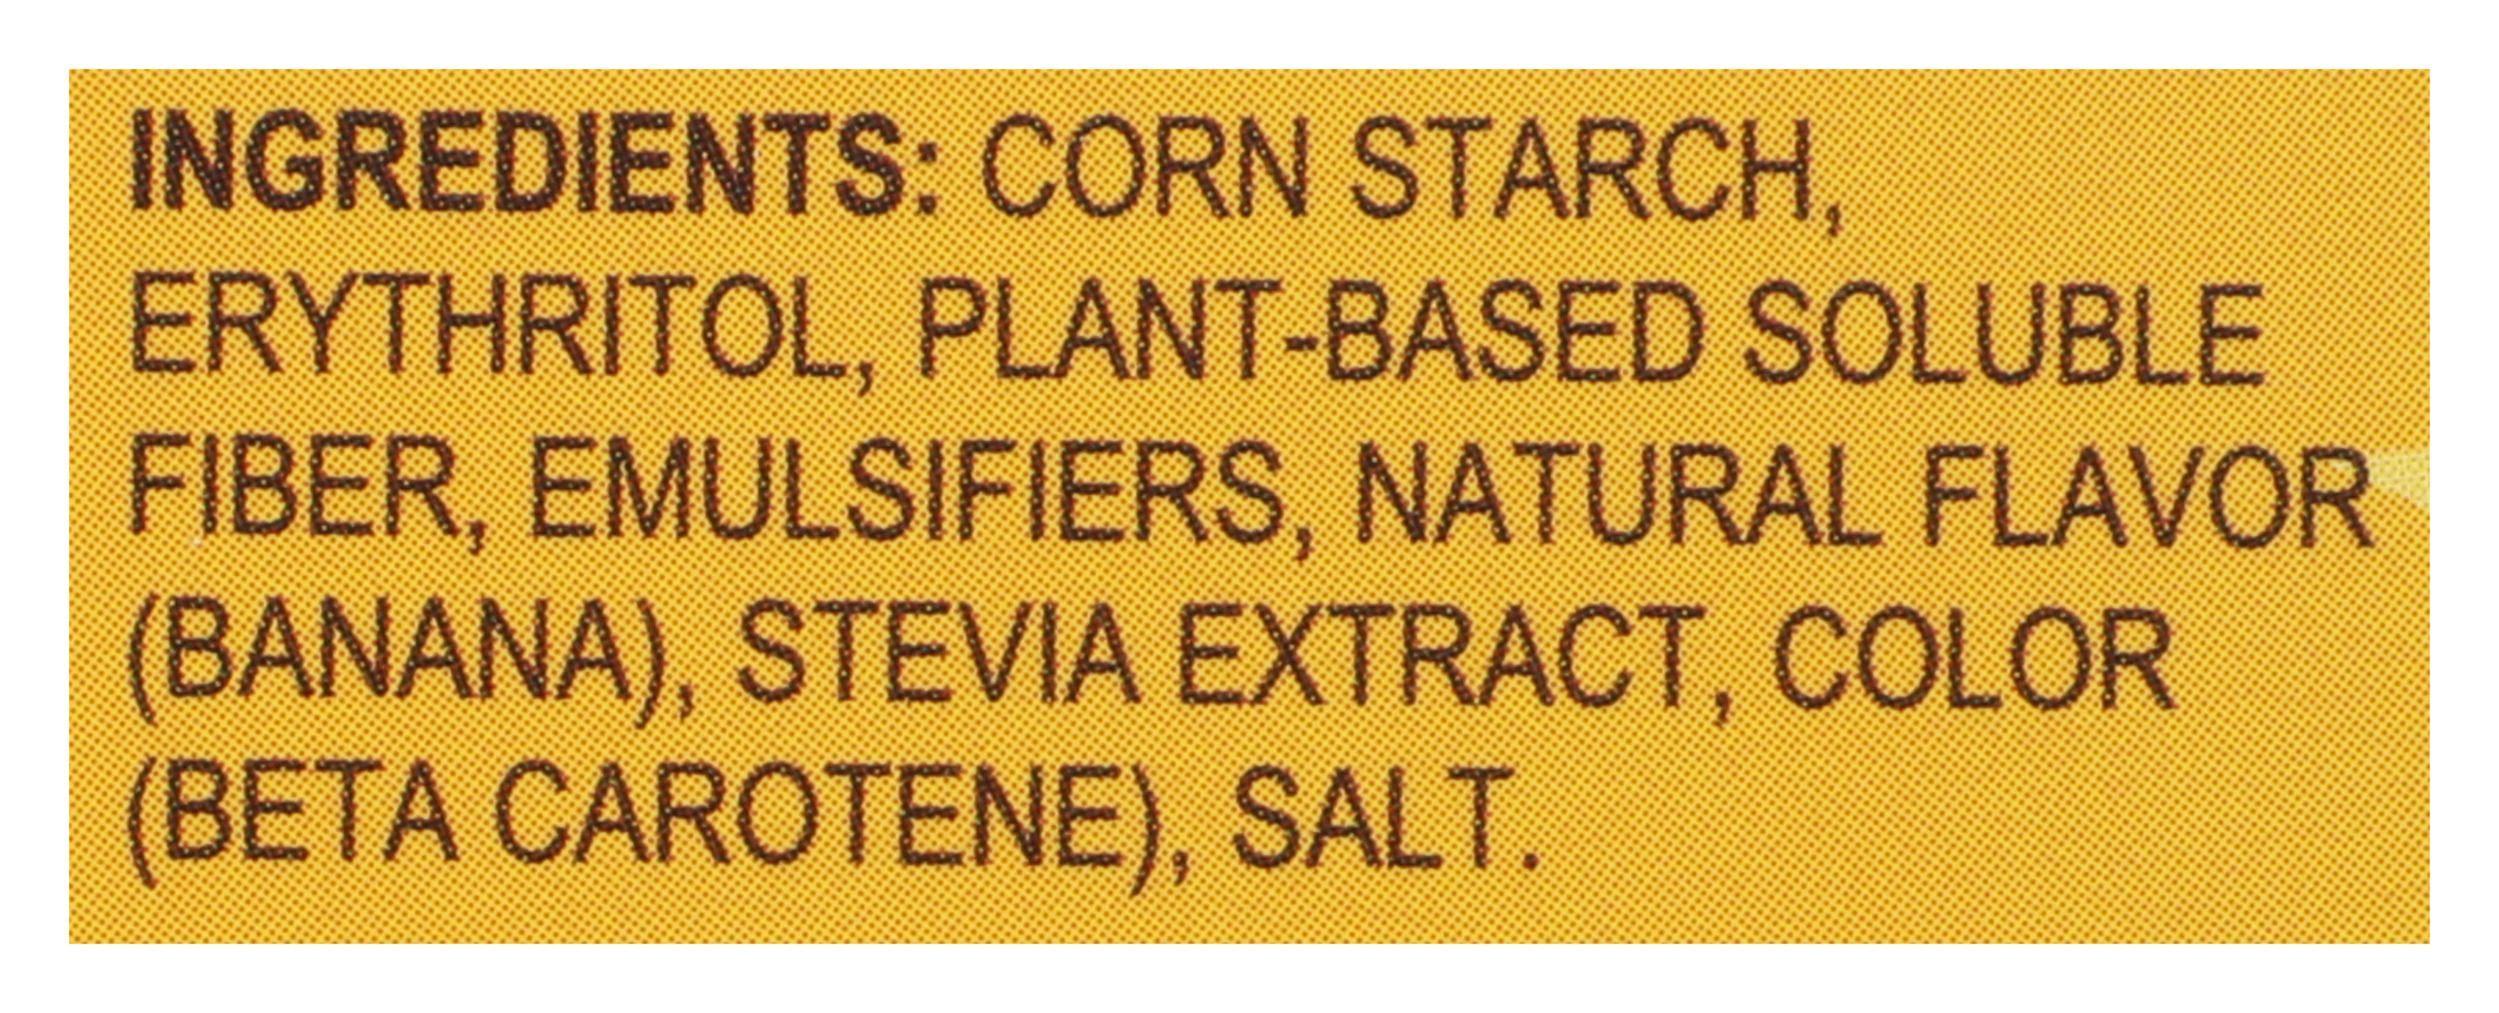 INGREDIENTS: CORN STARCH,
ERYTHRITOL, PLANT-BASED SOLUBLE
FIBER, EMULSIFIERS, NATURAL FLAVOR
(BANANA), STEVIA EXTRACT, COLOR
(BETA CAROTENE), SALT.